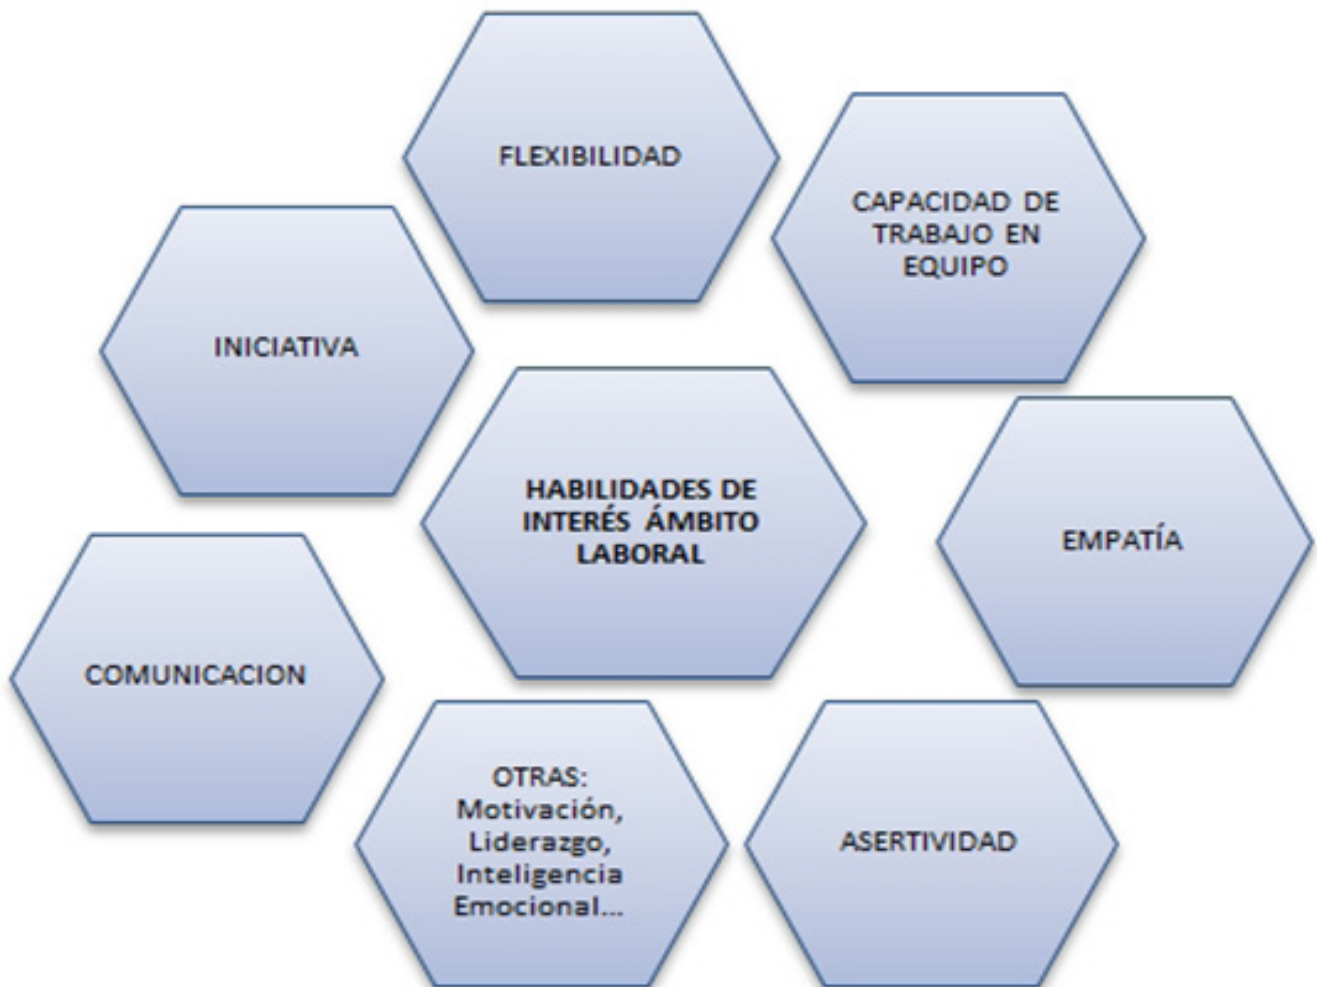 FLEXIBILIDAD
CAPACIDAD DE
TRABAJO EN
EQUIPO
INICIATIVA
HABILIDADES DE
INTERÉS ÁMBITO
LABORAL
EMPATÍA
COMUNICACION
OTRAS:
Motivación,
Liderazgo,
Inteligencia
Emocional...
ASERTIVIDAD